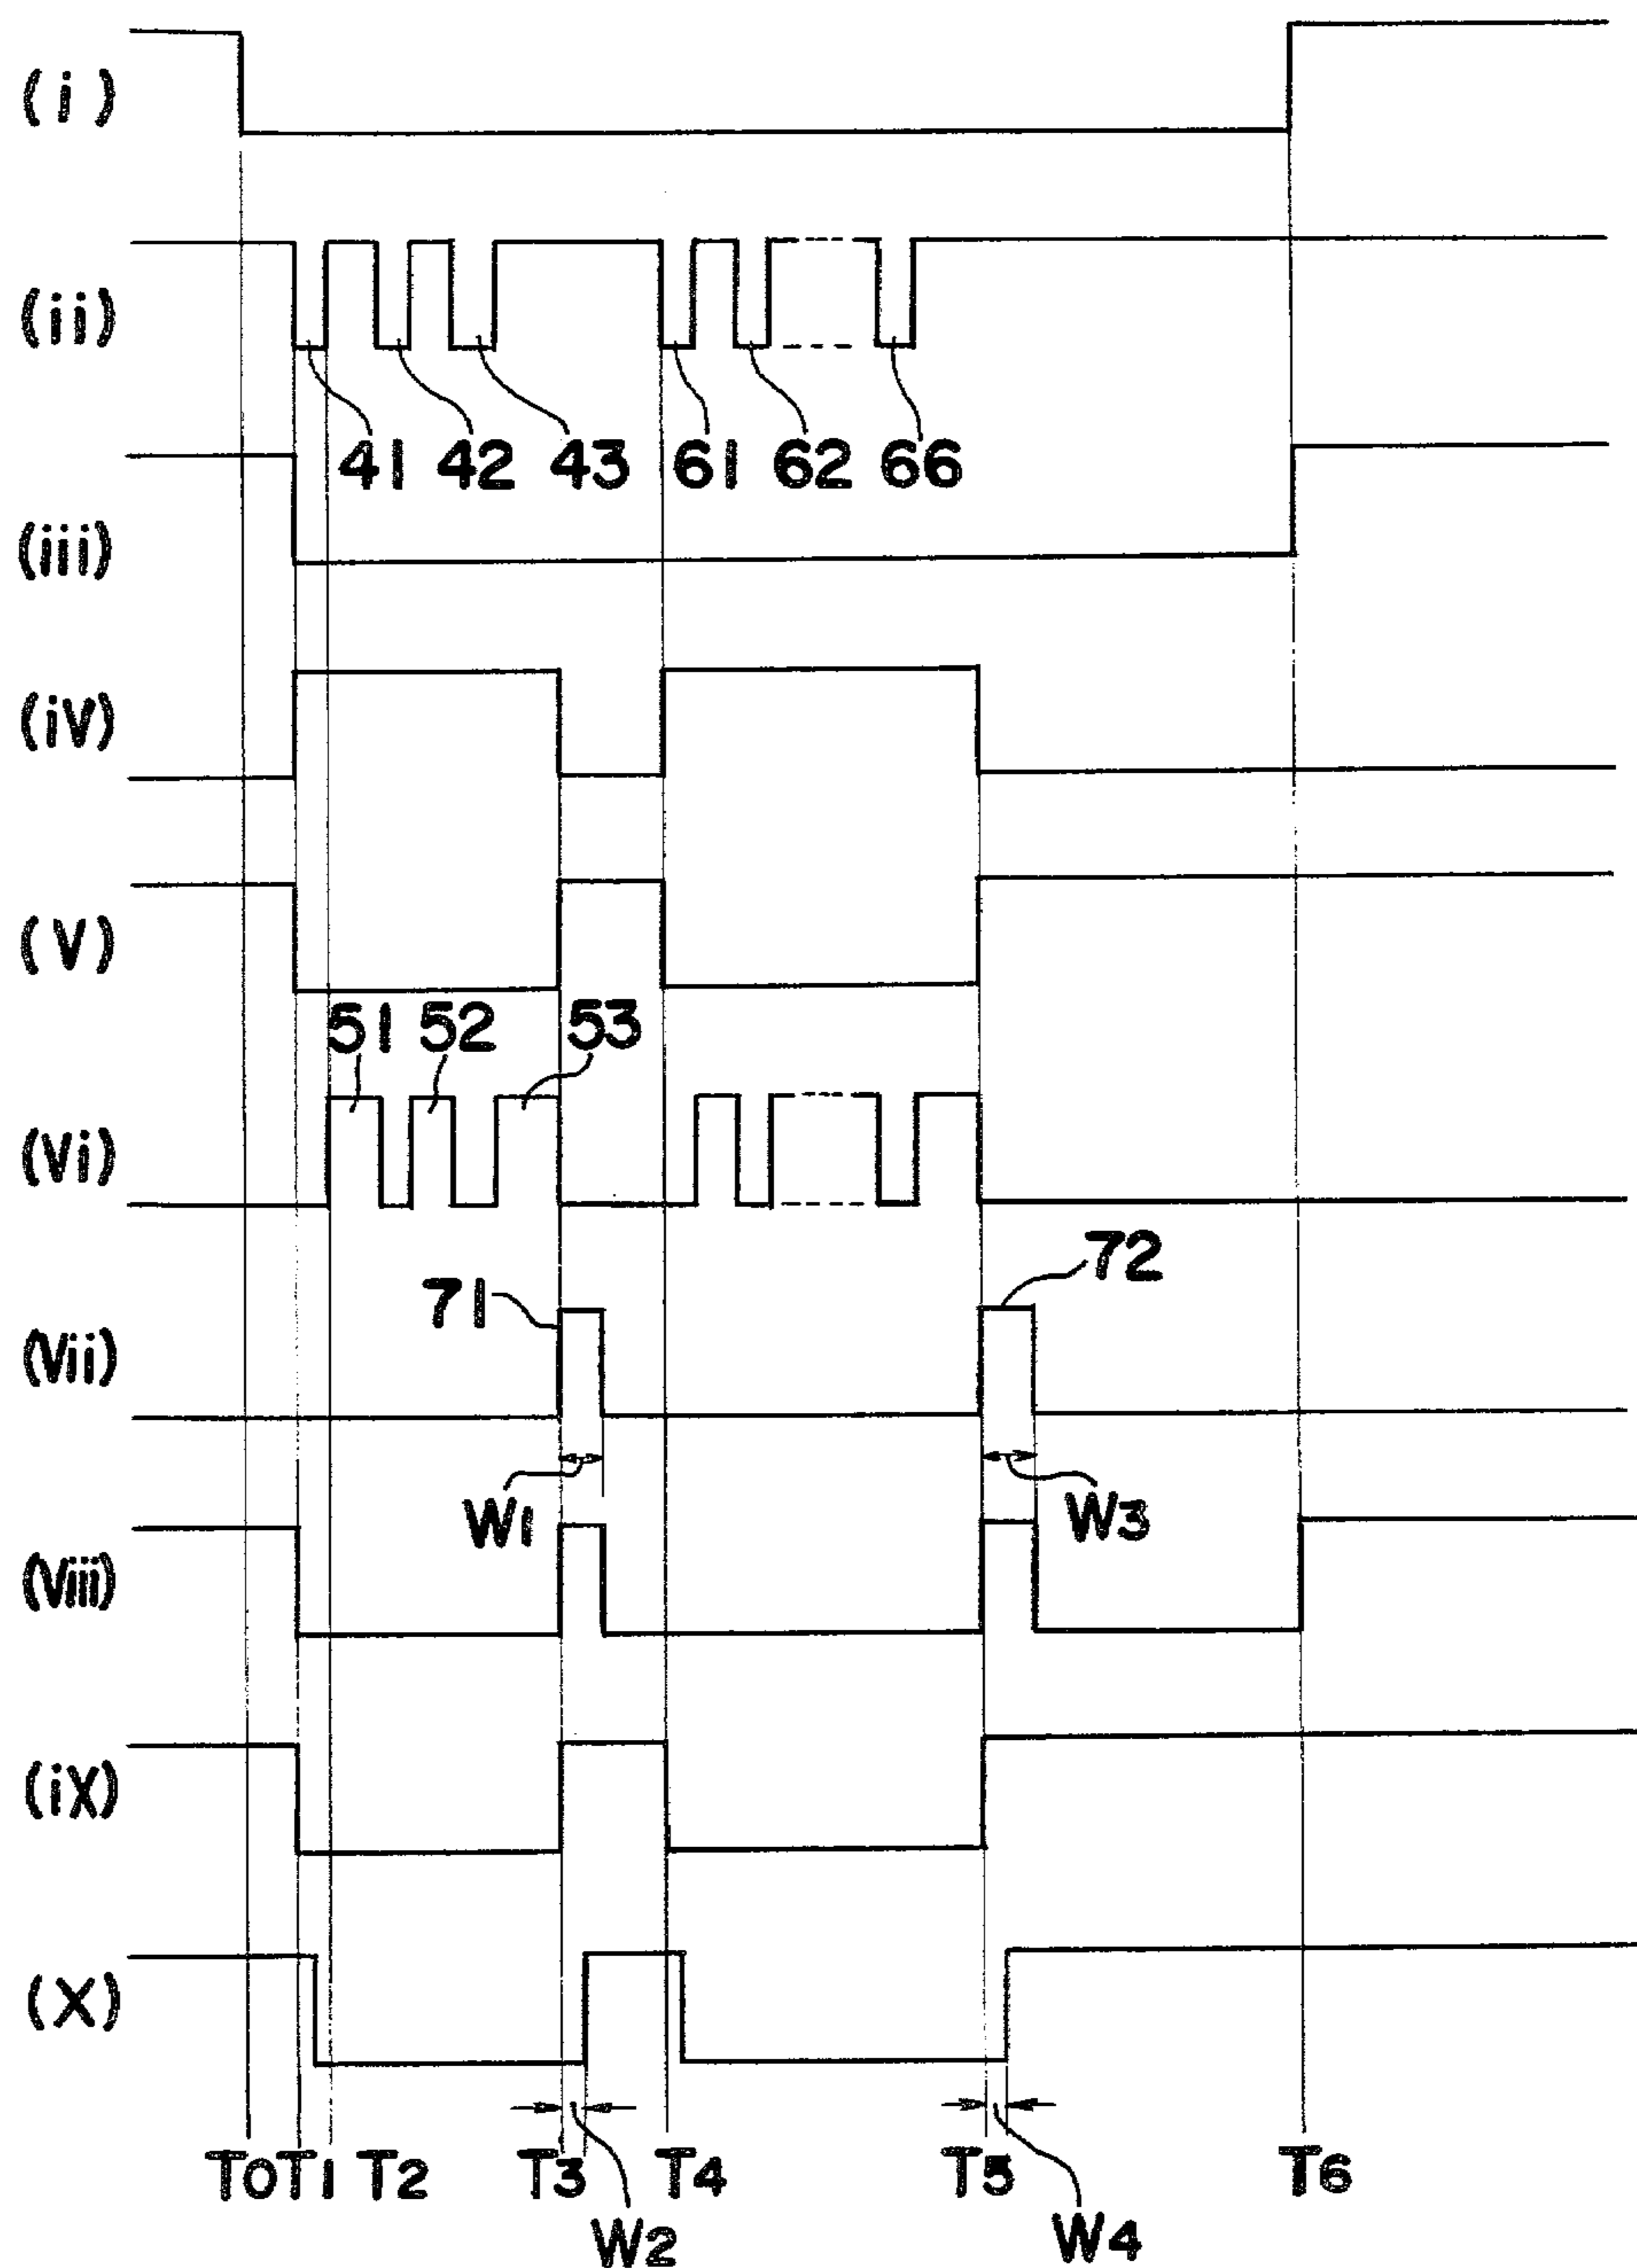 (i)
(ii)
41 42 43 61 62 66
(iii)
(iV)
(V)
51 52 53
(Vi)
72
71
(Vii)
W1 W3
(Viii)
(iX)
(X)
T0 T1 T2 T3 T4 T5 T6
W2 W4